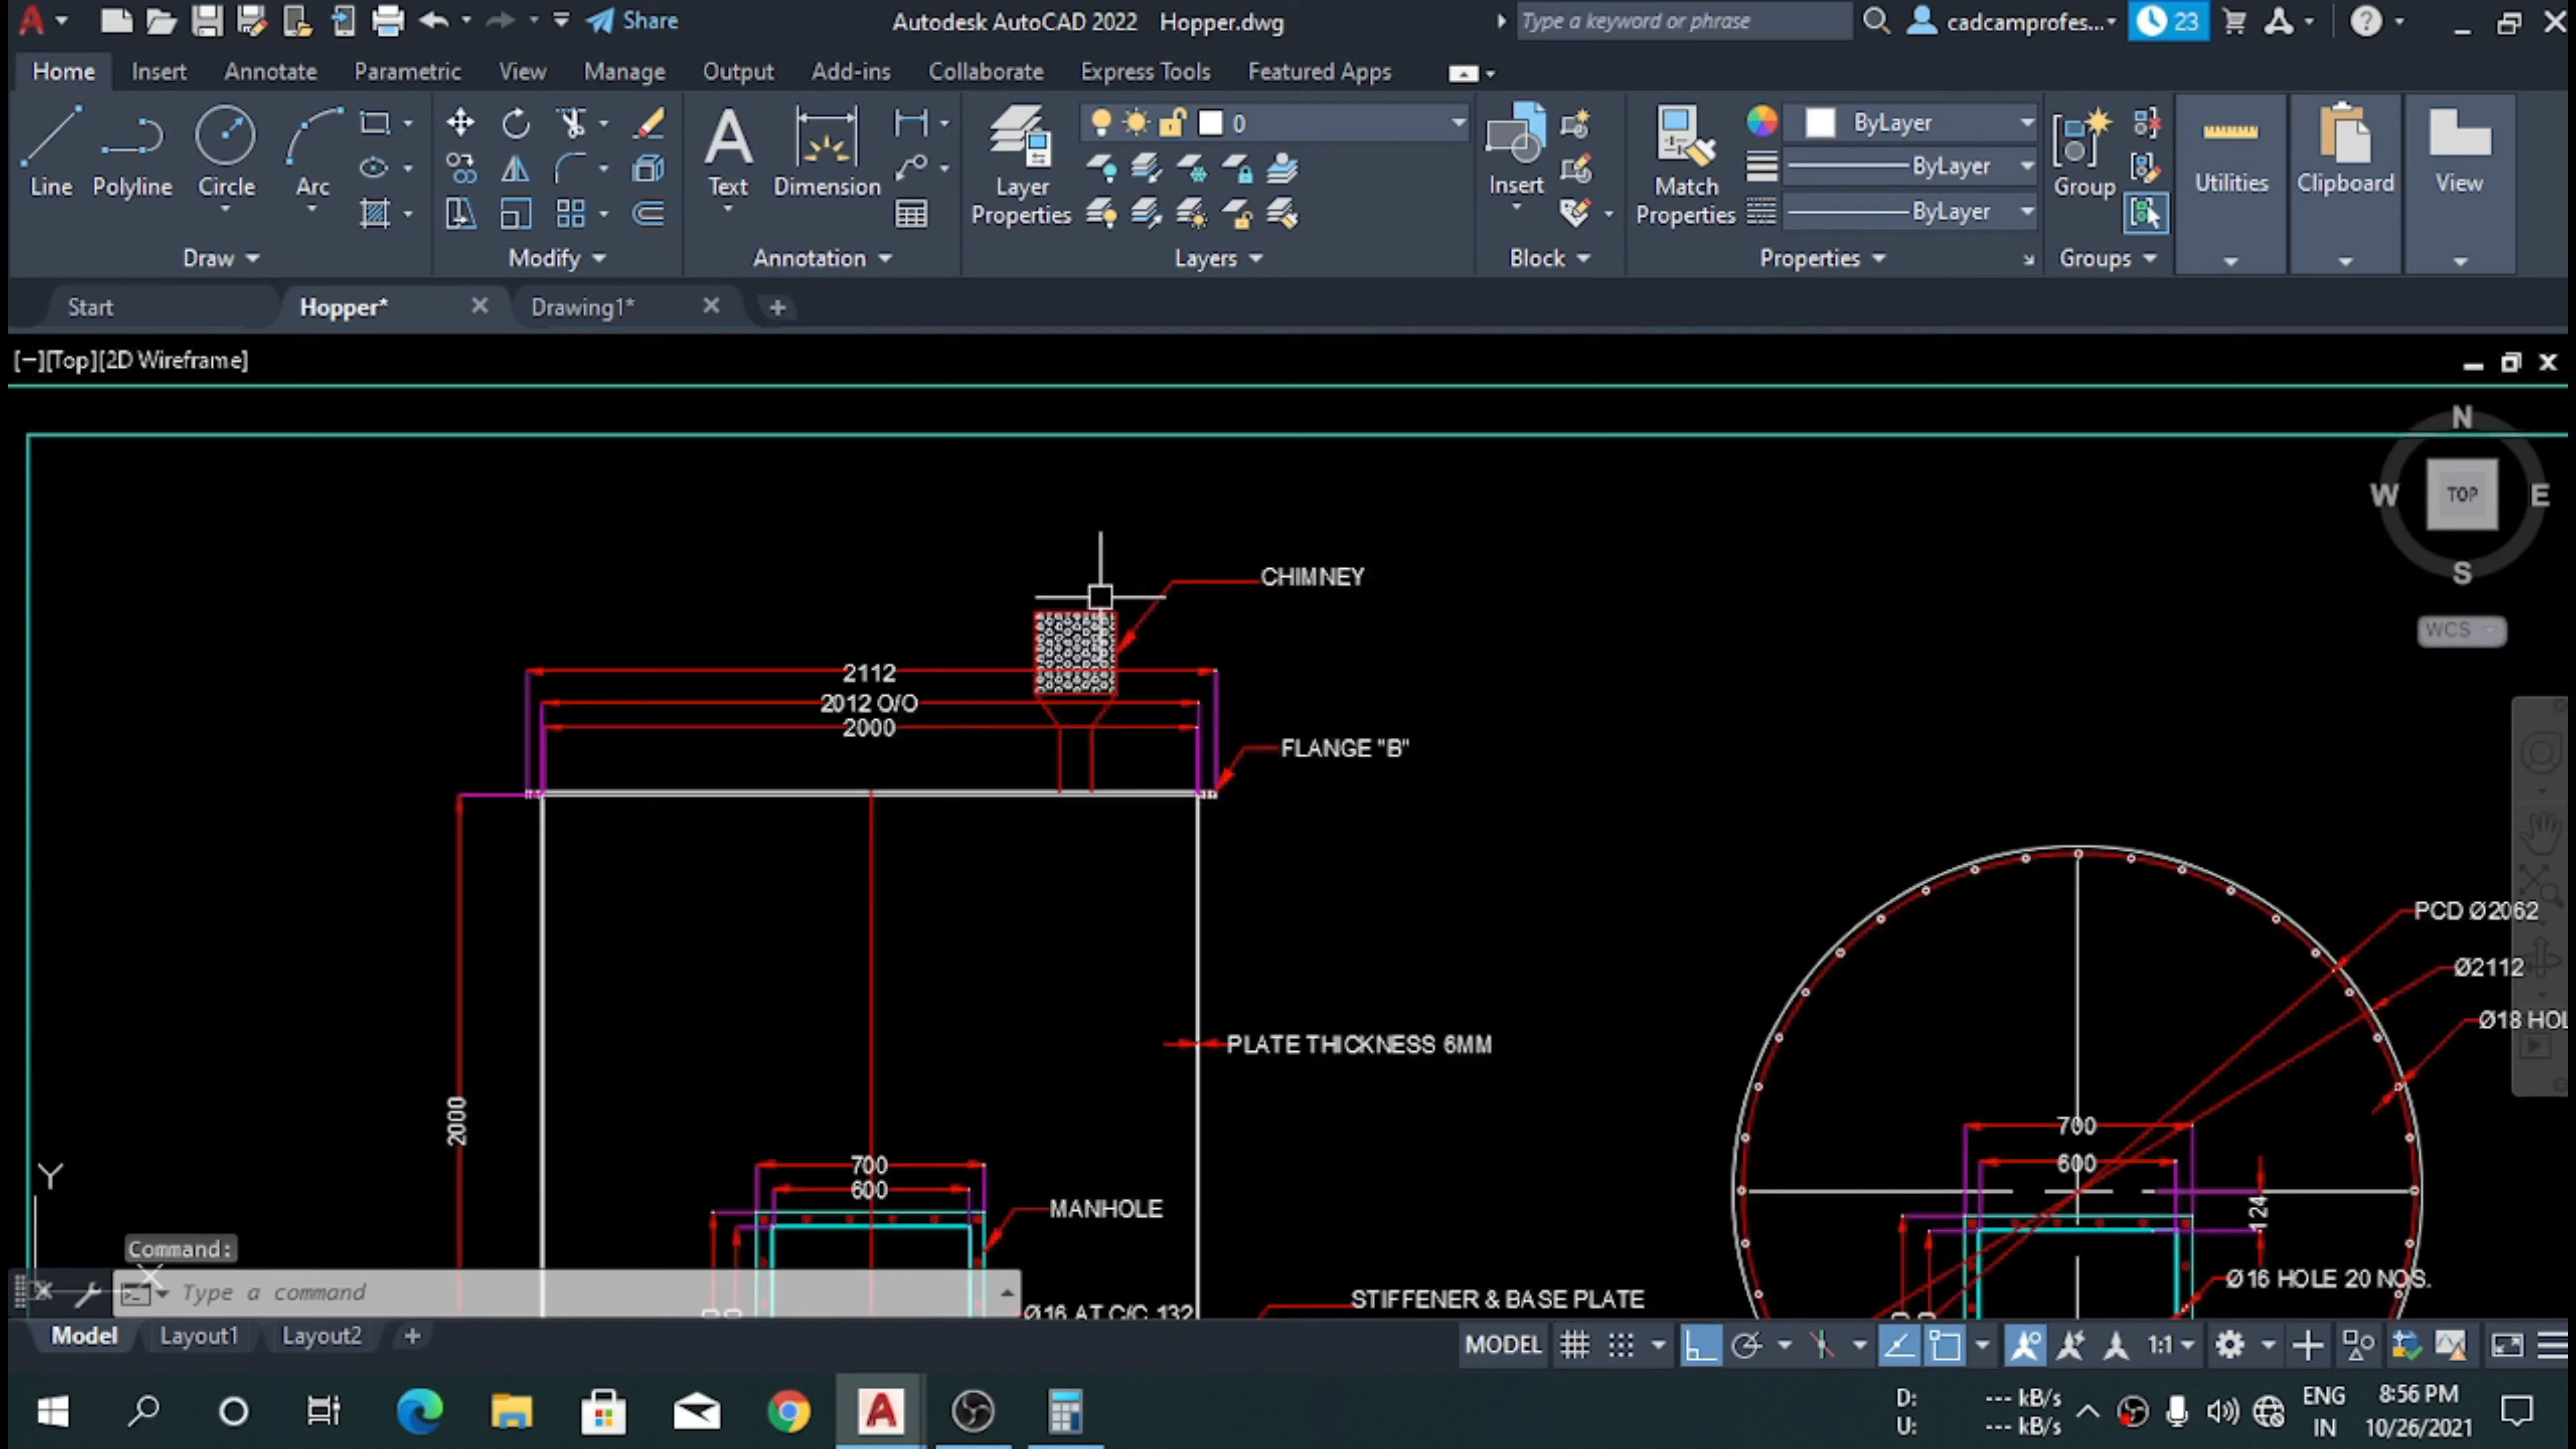 Share
Autodesk AutoCAD 2022 Hopper.dwg
Type a keyword or phrase
cadcamprofes...
23
Home Insert Annotate Parametric View Manage Output Add-ins Collaborate Express Tools Featured Apps
Line Polyline Circle Arc
Text Dimension
Layer Properties
0
Insert
Match Properties
ByLayer
ByLayer
ByLayer
Group
Utilities
Clipboard
View
Draw Modify Annotation Layers Block Properties Groups
Start Hopper* Drawing1*
[−][Top][2D Wireframe]
N
W TOP E
S
WCS
CHIMNEY
2112
2012 O/O
2000
FLANGE "B"
PCD Ø2062
Ø2112
Ø18 HOL
PLATE THICKNESS 6MM
2000
700
600
MANHOLE
700
600
124
Ø16 HOLE 20 NOS.
STIFFENER & BASE PLATE
Ø16 AT C/C 132
Y
Command:
Type a command
Model Layout1 Layout2
MODEL
1:1
D: --- kB/s
U: --- kB/s
ENG
IN
8:56 PM
10/26/2021